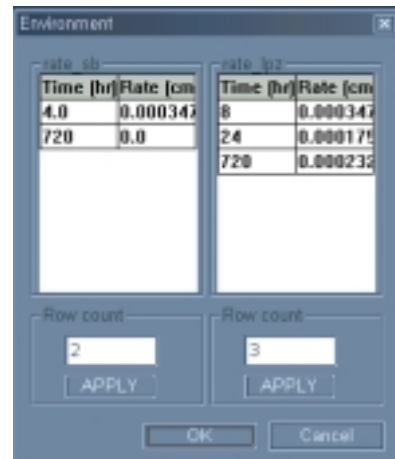 Environment
rate_sb
Time (hr) Rate (cm
4.0 0.000347
720 0.0
Row count
2
APPLY
rate_lpz
Time (hr) Rate (cm
8 0.000347
24 0.000175
720 0.000232
Row count
3
APPLY
OK
Cancel